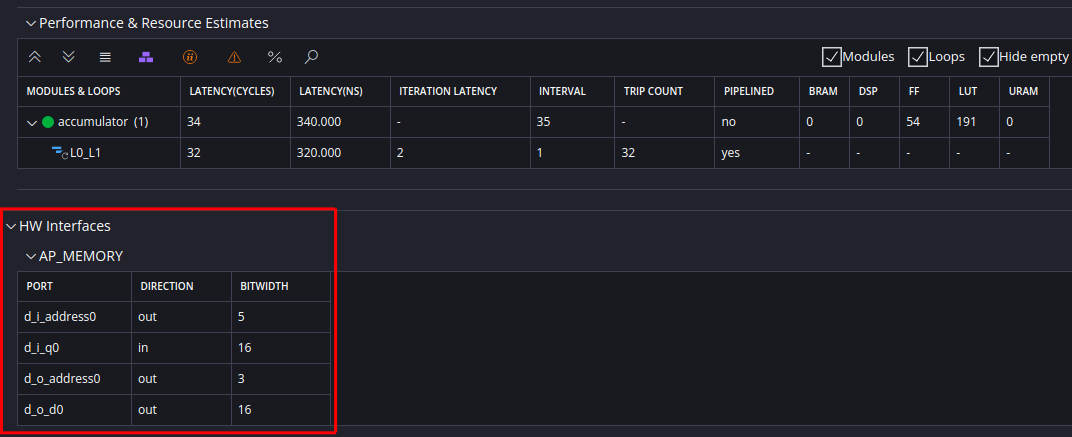 Performance & Resource Estimates
% Modules Loops Hide empty
MODULES & LOOPS LATENCY(CYCLES) LATENCY(NS) ITERATION LATENCY INTERVAL TRIP COUNT PIPELINED BRAM DSP FF LUT URAM
accumulator (1) 34 340.000 - 35 - no 0 0 54 191 0
L0_L1 32 320.000 2 1 32 yes - - - - -
HW Interfaces
AP_MEMORY
PORT DIRECTION BITWIDTH
d_i_address0 out 5
d_i_q0 in 16
d_o_address0 out 3
d_o_d0 out 16